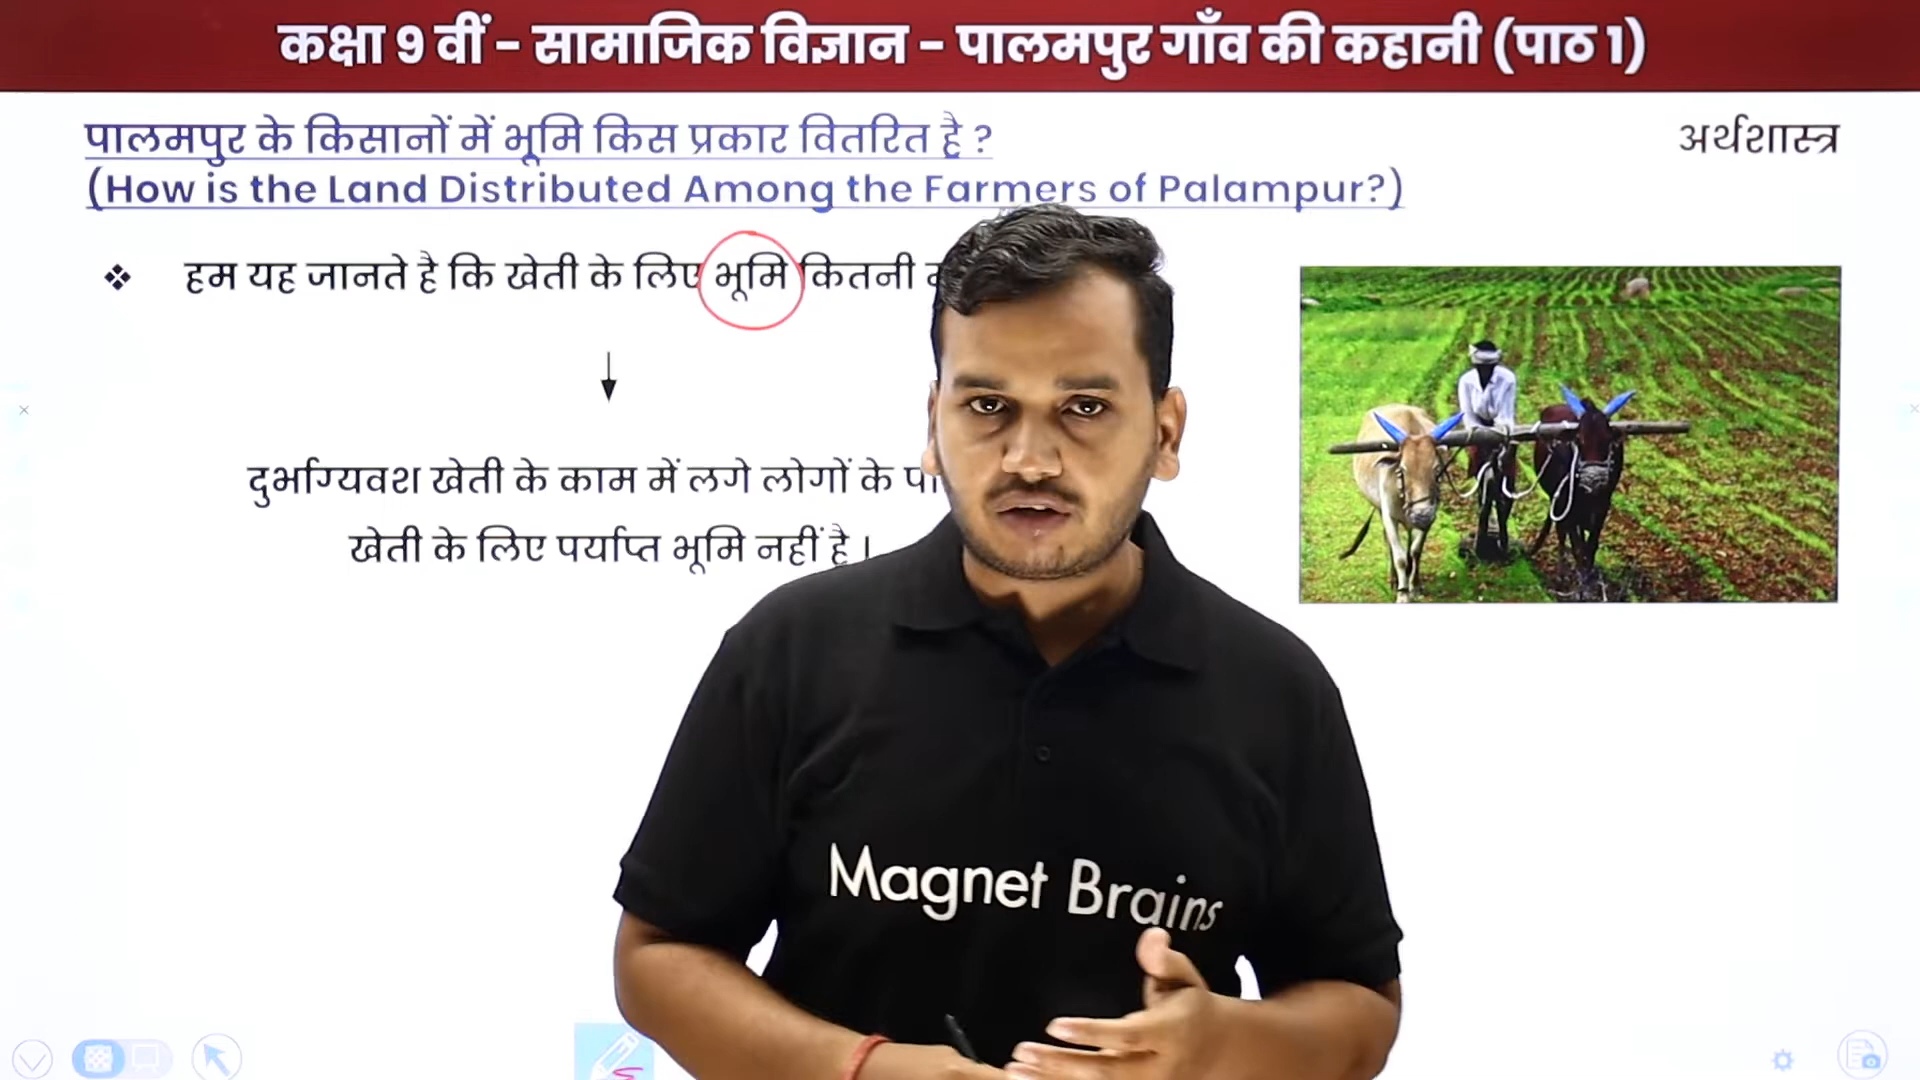 कक्षा 9 वीं - सामाजिक विज्ञान - पालमपुर गाँव की कहानी (पाठ 1)
पालमपुर के किसानों में भूमि किस प्रकार वितरित है ?
अर्थशास्त्र
(How is the Land Distributed Among the Farmers of Palampur?)
❖ हम यह जानते है कि खेती के लिए भूमि कितनी
दुर्भाग्यवश खेती के काम में लगे लोगों के
खेती के लिए पर्याप्त भूमि नहीं है ।
Magnet Brains